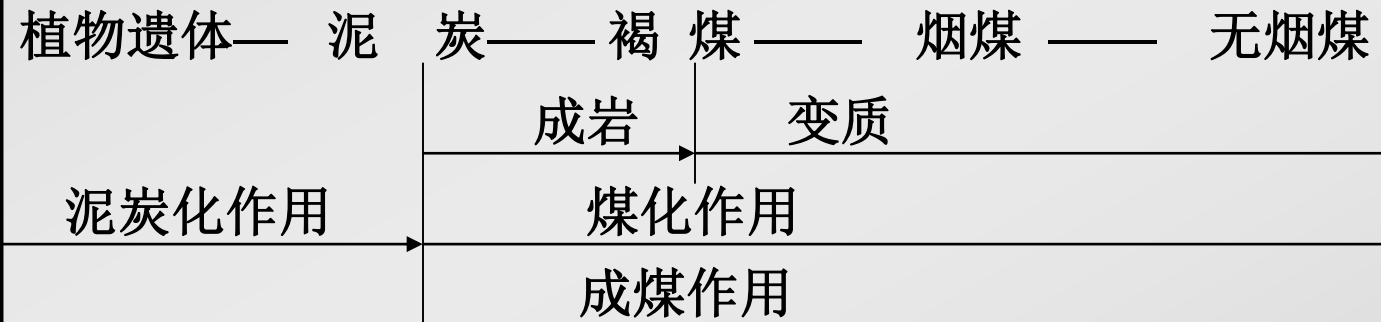 植物遗体— 泥 炭——褐 煤—— 烟煤 —— 无烟煤
成岩 变质
泥炭化作用 煤化作用
成煤作用